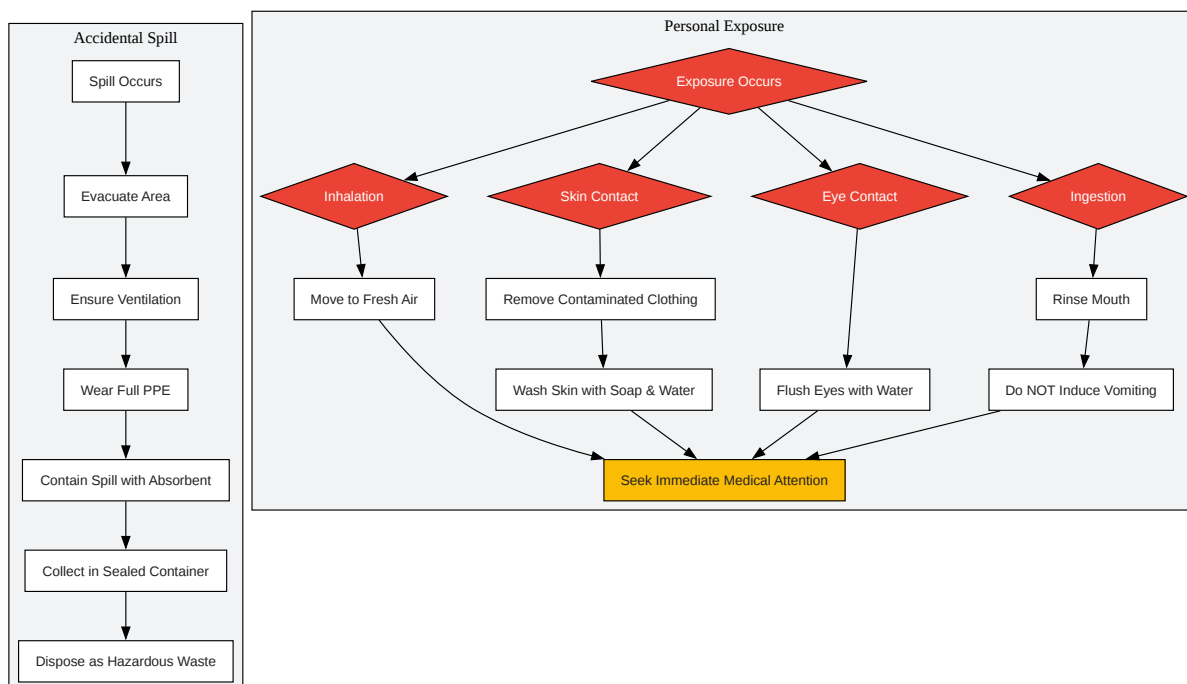 Accidental Spill
Spill Occurs
Evacuate Area
Ensure Ventilation
Wear Full PPE
Contain Spill with Absorbent
Collect in Sealed Container
Dispose as Hazardous Waste
Personal Exposure
Exposure Occurs
Inhalation
Skin Contact
Eye Contact
Ingestion
Move to Fresh Air
Remove Contaminated Clothing
Rinse Mouth
Wash Skin with Soap & Water
Flush Eyes with Water
Do NOT Induce Vomiting
Seek Immediate Medical Attention